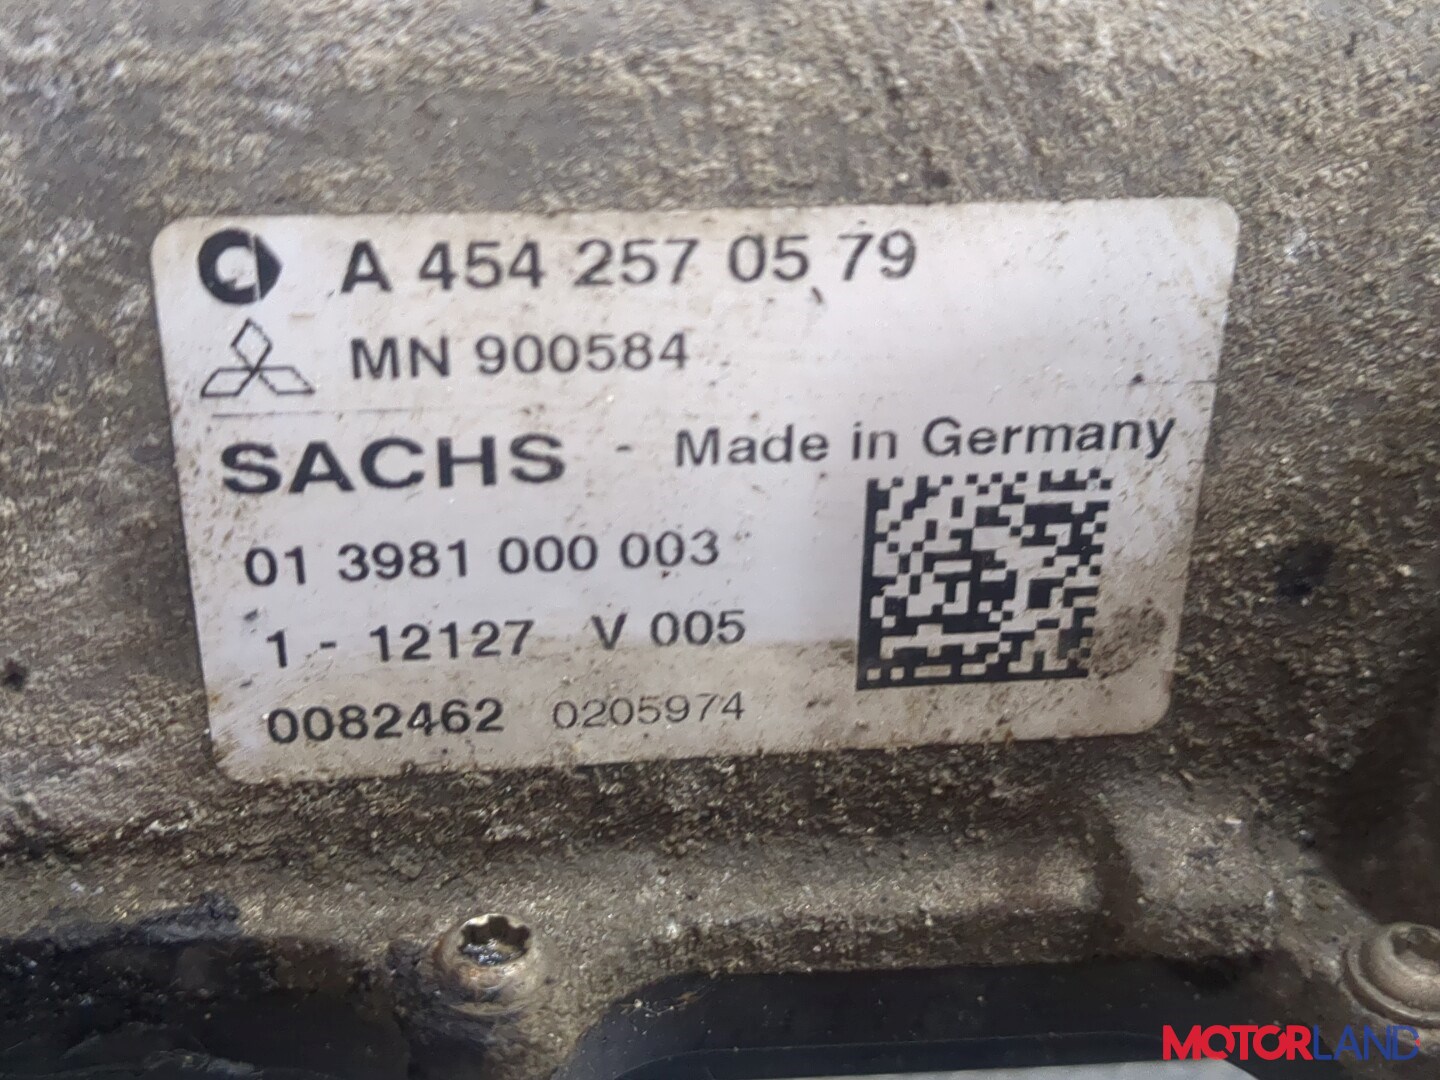 A 454 257 05 79
MN 900584
SACHS - Made in Germany
01 3981 000 003
1 - 12127 V 005
0082462 0205974
MOTORLAND